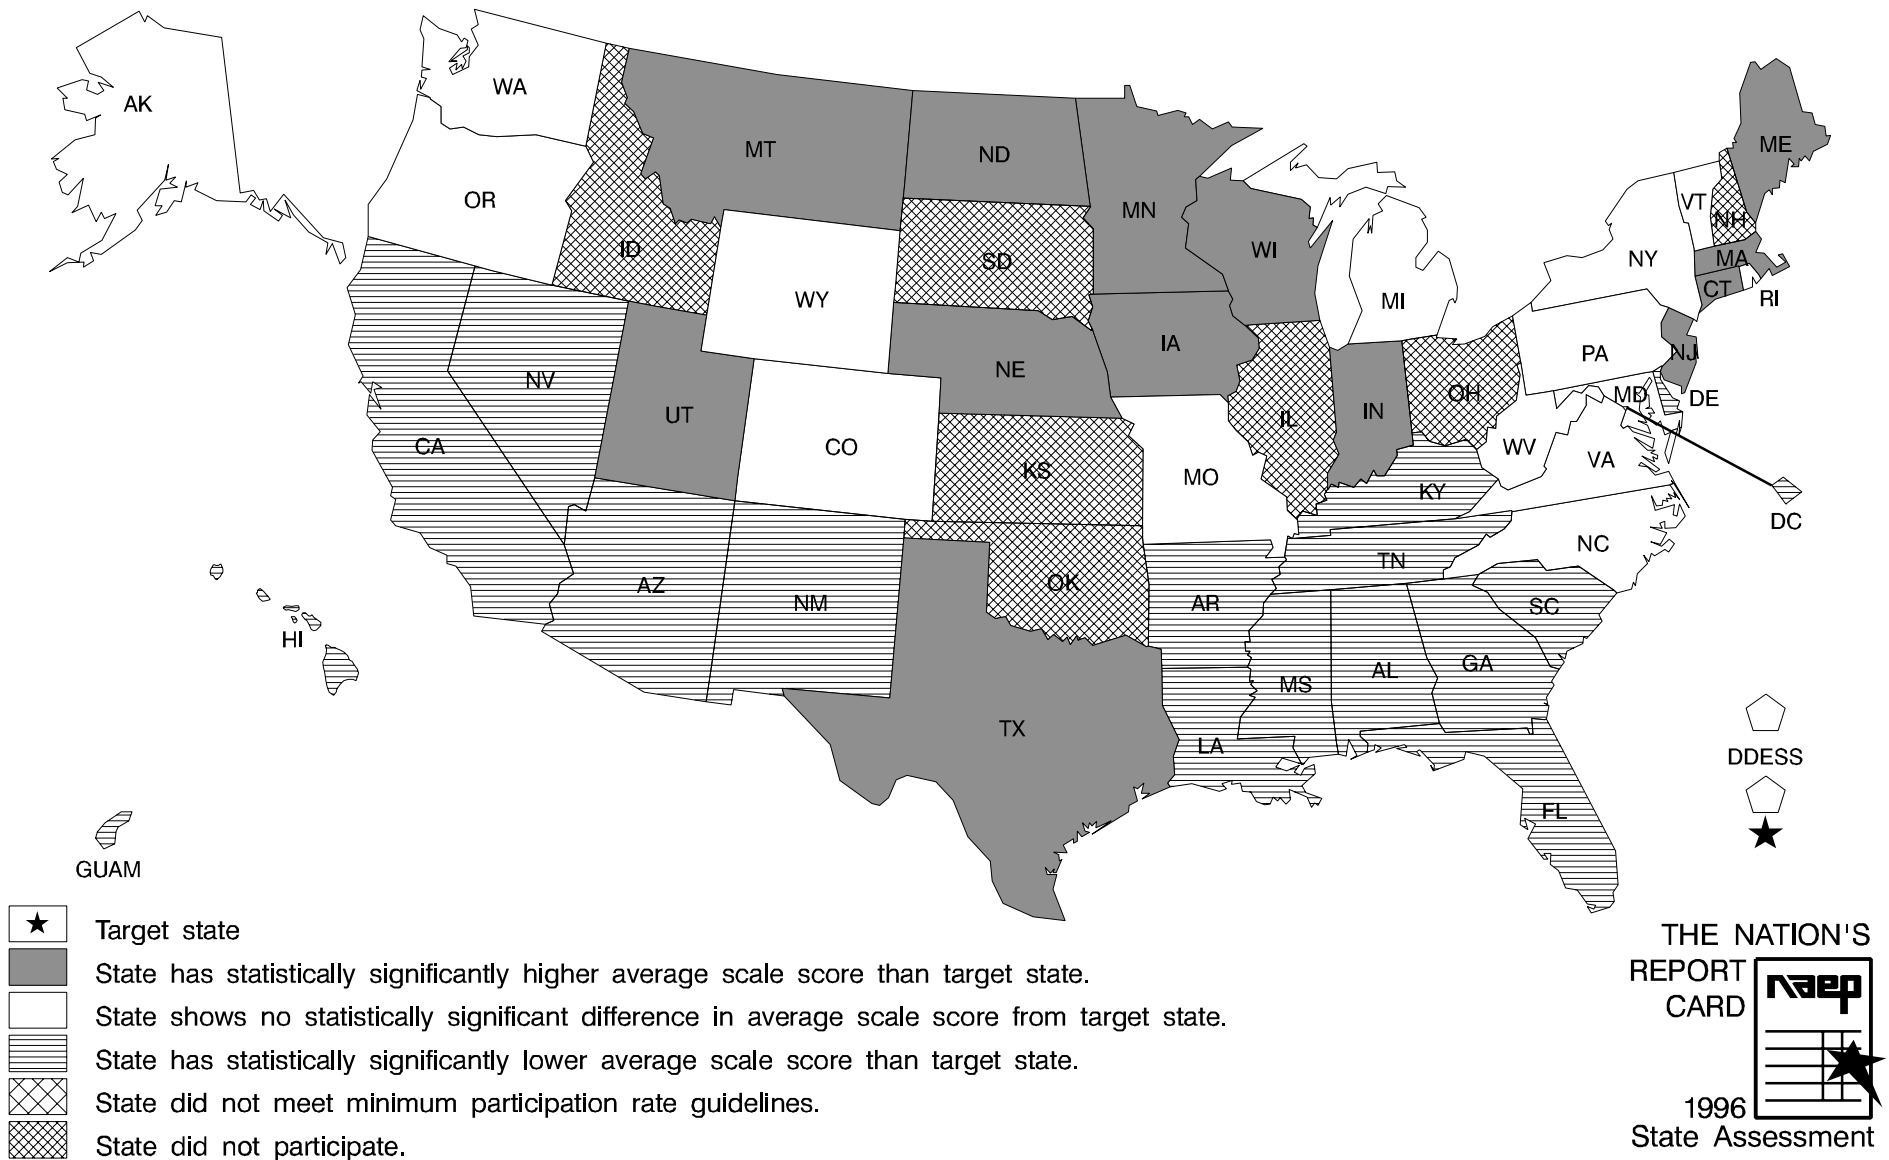 AK
WA
OR
MT
ND
MN
ID
SD
WI
WY
MI
ME
VT
NH
NY
MA
CT
RI
NE
IA
NV
UT
CO
PA
NJ
IL
IN
OH
MD
DE
CA
KS
MO
WV
VA
KY
DC
NC
TN
AZ
NM
OK
AR
SC
HI
MS
AL
GA
TX
LA
FL
DDESS
GUAM
Target state
State has statistically significantly higher average scale score than target state.
State shows no statistically significant difference in average scale score from target state.
State has statistically significantly lower average scale score than target state.
State did not meet minimum participation rate guidelines.
State did not participate.
THE NATION'S
REPORT
CARD
naep
1996
State Assessment